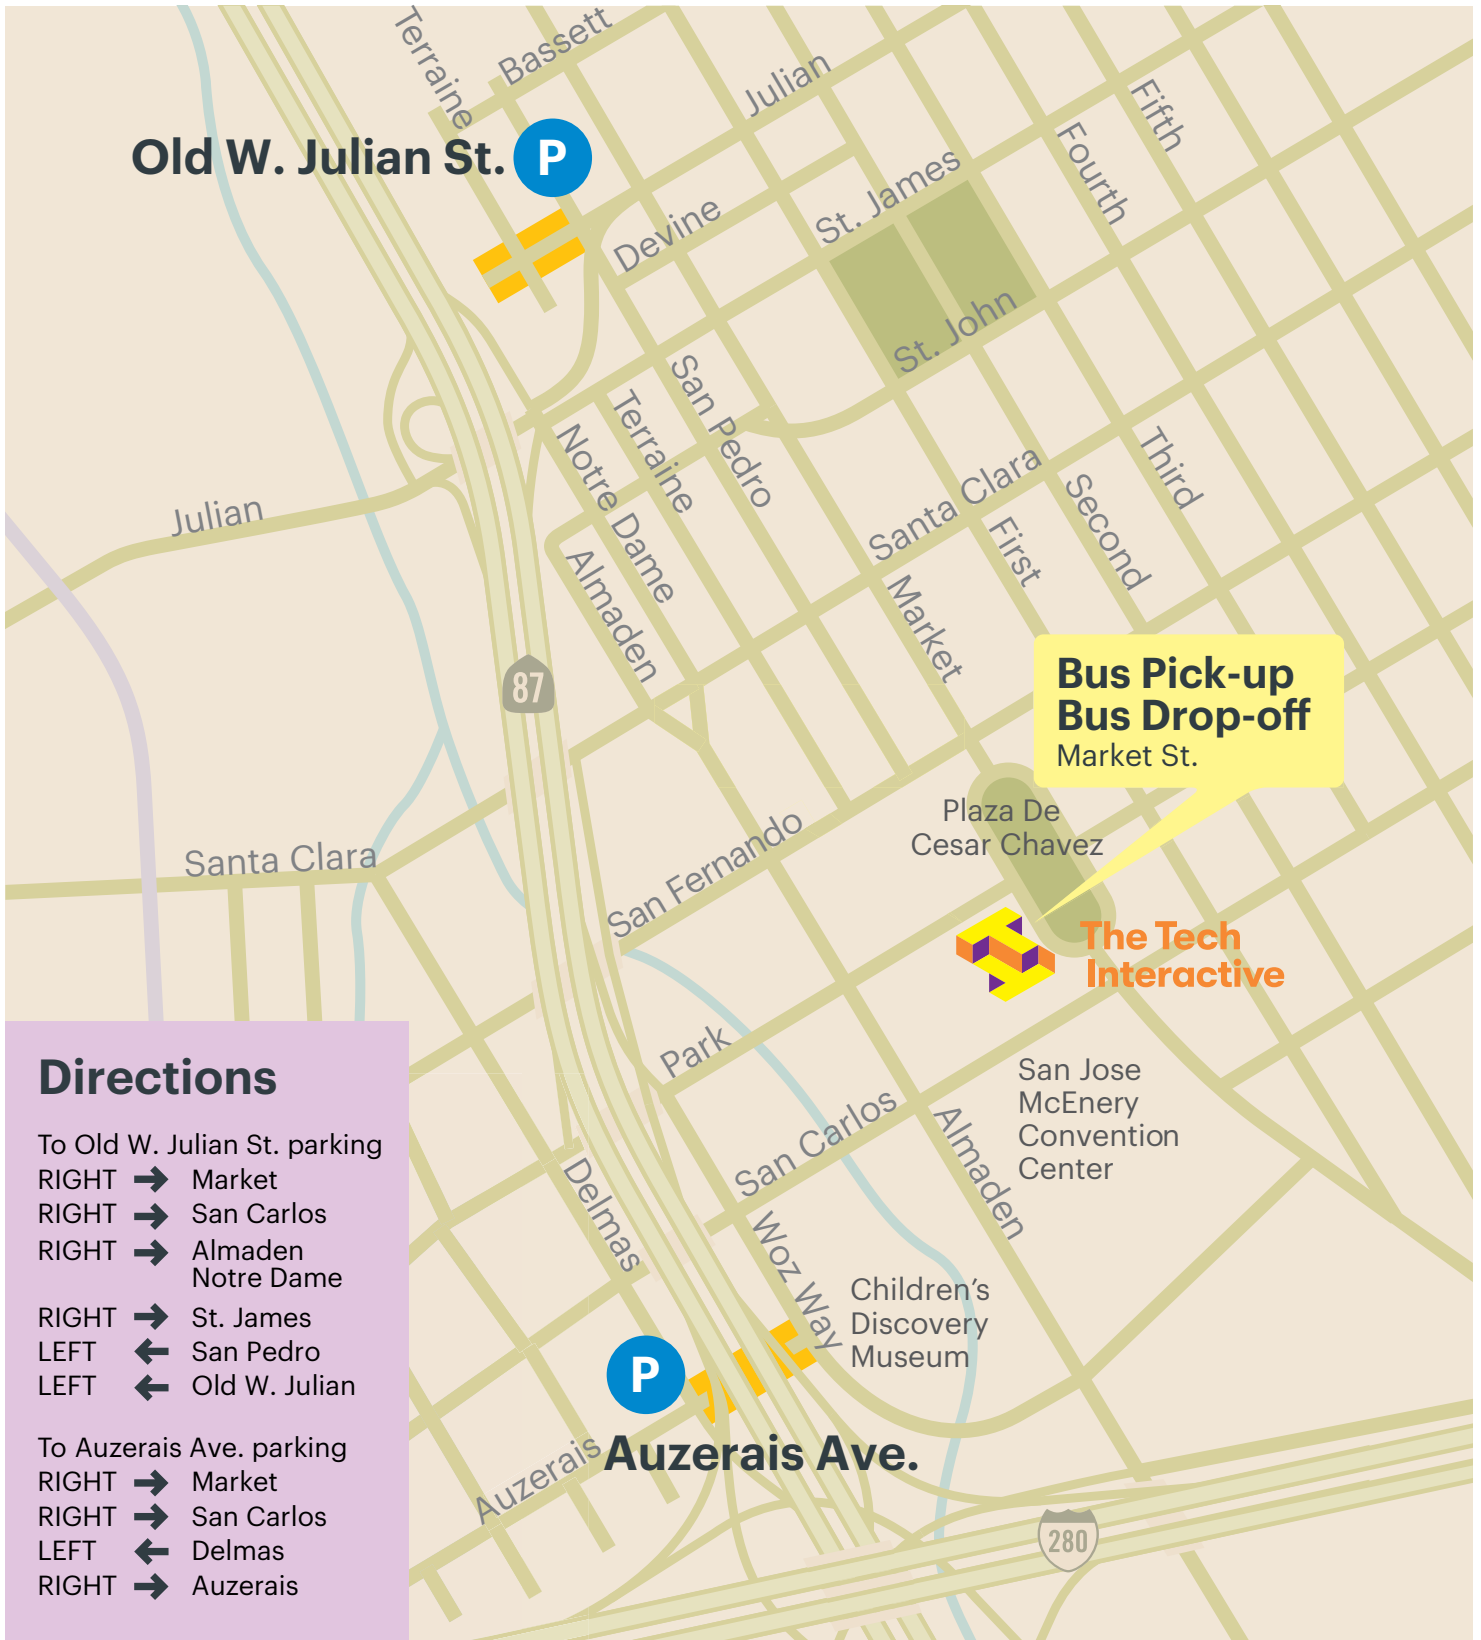 Terraine
Bassett
Julian
Fifth
Fourth
Old W. Julian St.
P
St. James
Devine
St. John
San Pedro
Terraine
Notre Dame
Almaden
Santa Clara
First
Second
Third
Market
Julian
87
Bus Pick-up
Bus Drop-off
Market St.
Plaza De
Cesar Chavez
Santa Clara
San Fernando
The Tech
Interactive
Park
San Carlos
Almaden
San Jose
McEnery
Convention
Center
Delmas
Woz Way
Children's
Discovery
Museum
P
Auzerais Ave.
Auzerais
280
Directions
To Old W. Julian St. parking
RIGHT → Market
RIGHT → San Carlos
RIGHT → Almaden
Notre Dame
RIGHT → St. James
LEFT ← San Pedro
LEFT ← Old W. Julian
To Auzerais Ave. parking
RIGHT → Market
RIGHT → San Carlos
LEFT ← Delmas
RIGHT → Auzerais